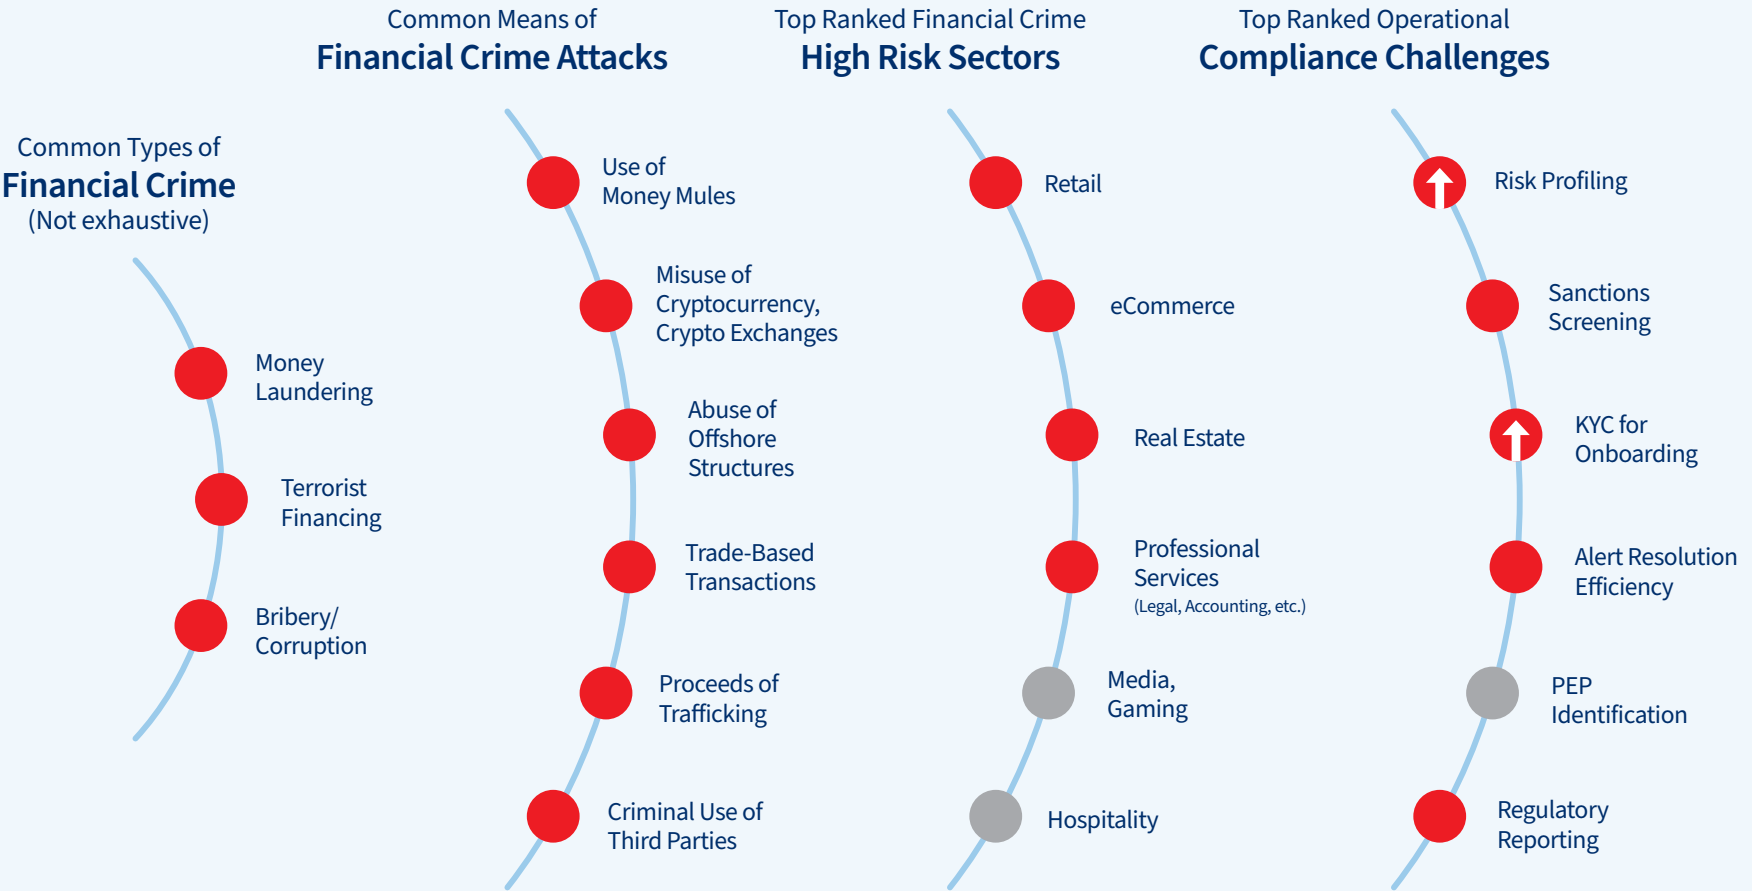 Common Types of
Financial Crime
(Not exhaustive)
Money
Laundering
Terrorist
Financing
Bribery/
Corruption
Common Means of
Financial Crime Attacks
Use of
Money Mules
Misuse of
Cryptocurrency,
Crypto Exchanges
Abuse of
Offshore
Structures
Trade-Based
Transactions
Proceeds of
Trafficking
Criminal Use of
Third Parties
Top Ranked Financial Crime
High Risk Sectors
Retail
eCommerce
Real Estate
Professional
Services
(Legal, Accounting, etc.)
Media,
Gaming
Hospitality
Top Ranked Operational
Compliance Challenges
Risk Profiling
Sanctions
Screening
KYC for
Onboarding
Alert Resolution
Efficiency
PEP
Identification
Regulatory
Reporting